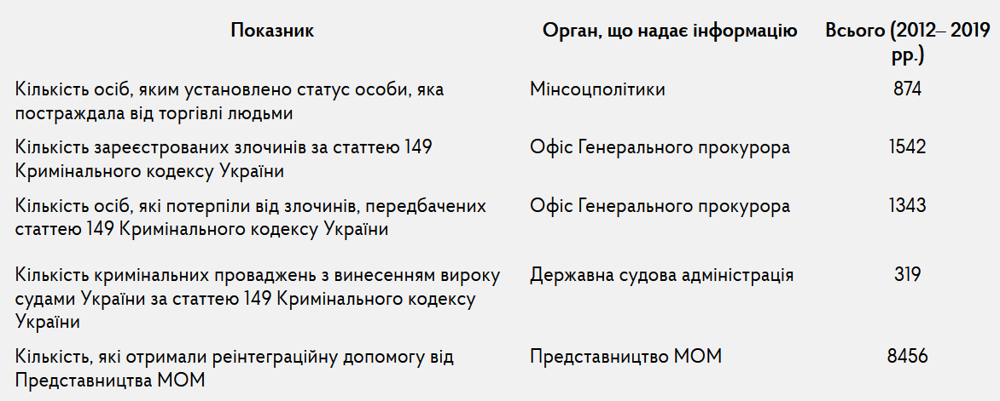 Показник Орган, що надає інформацію Всього (2012– 2019
рр.)
Кількість осіб, яким установлено статус особи, яка Мінсоцполітики 874
постраждала від торгівлі людьми
Кількість зареєстрованих злочинів за статтею 149 Офіс Генерального прокурора 1542
Кримінального кодексу України
Кількість осіб, які потерпіли від злочинів, передбачених Офіс Генерального прокурора 1343
статтею 149 Кримінального кодексу України
Кількість кримінальних проваджень з винесенням вироку Державна судова адміністрація 319
судами України за статтею 149 Кримінального кодексу
України
Кількість, які отримали реінтеграційну допомогу від Представництво МОМ 8456
Представництва МОМ